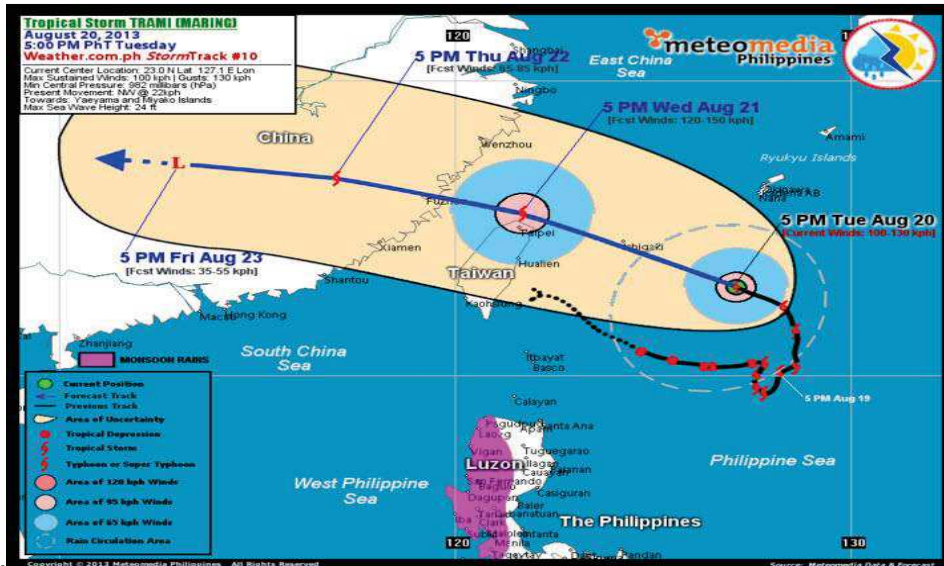 Tropical Storm TRAMI (MARING)
August 20, 2013
5:00 PM PhT Tuesday
Weather.com.ph StormTrack #10
Current Center Location: 23.0 N Lat 127.1 E Lon
Max Sustained Winds: 100 kph | Gusts: 130 kph
Min Central Pressure: 982 millibars (hPa)
Present Movement: NW @ 22kph
Towards: Yaeyama and Miyako Islands
Max Sea Wave Height: 24 ft
120
meteomedia
Philippines
Shanghai
East China
Sea
5 PM Thu Aug 22
[Fcst Winds: 65-85 kph]
Ningbo
5 PM Wed Aug 21
[Fcst Winds: 120-150 kph]
China
Wenzhou
Amami
Ryukyu Islands
L
Fuzhou
5 PM Tue Aug 20
[Current Winds: 100-130 kph]
Taipei
Ishigaki
Xiamen
5 PM Fri Aug 23
[Fcst Winds: 35-55 kph]
Hualien
Taiwan
Shantou
Kaohsiung
Macau
Hong Kong
Zhanjiang
South China
Sea
MONSOON RAINS
Itbayat
Basco
Current Position
Forecast Track
Previous Track
Area of Uncertainty
Tropical Depression
Tropical Storm
Typhoon or Super Typhoon
Area of 120 kph Winds
Area of 95 kph Winds
Area of 65 kph Winds
Rain Circulation Area
5 PM Aug 19
Calayan
Pagudpud
Santa Ana
Laoag
Vigan
Tuguegarao
Luzon
Ilagan
San Fernando
Baguio
Casiguran
Dagupan
Baler
Philippine
Sea
West Philippine
Sea
The Philippines
Clark
Manila
Tagaytay
120
130
Copyright © 2013 Meteomedia Philippines All Rights Reserved
Source: Meteomedia Data & Forecast